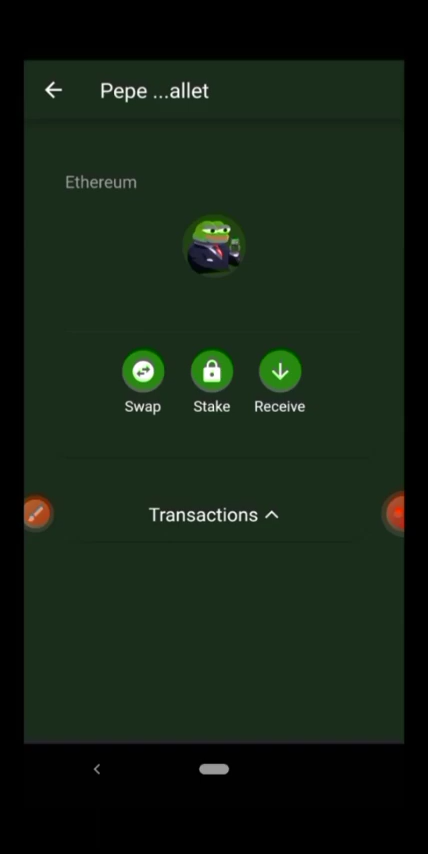 Pepe ...allet
Ethereum
Swap
Stake
Receive
Transactions